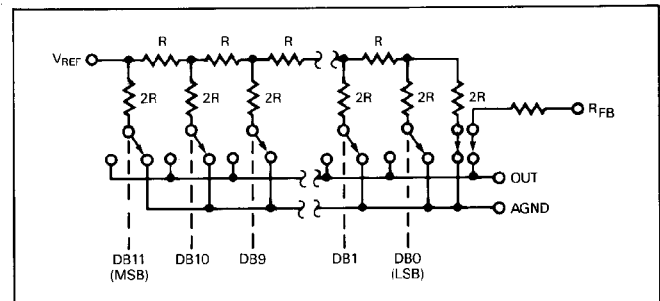 R R R R
VREF
2R 2R 2R 2R 2R 2R
RFB
OUT
AGND
DB11 DB10 DB9 DB1 DB0
(MSB) (LSB)